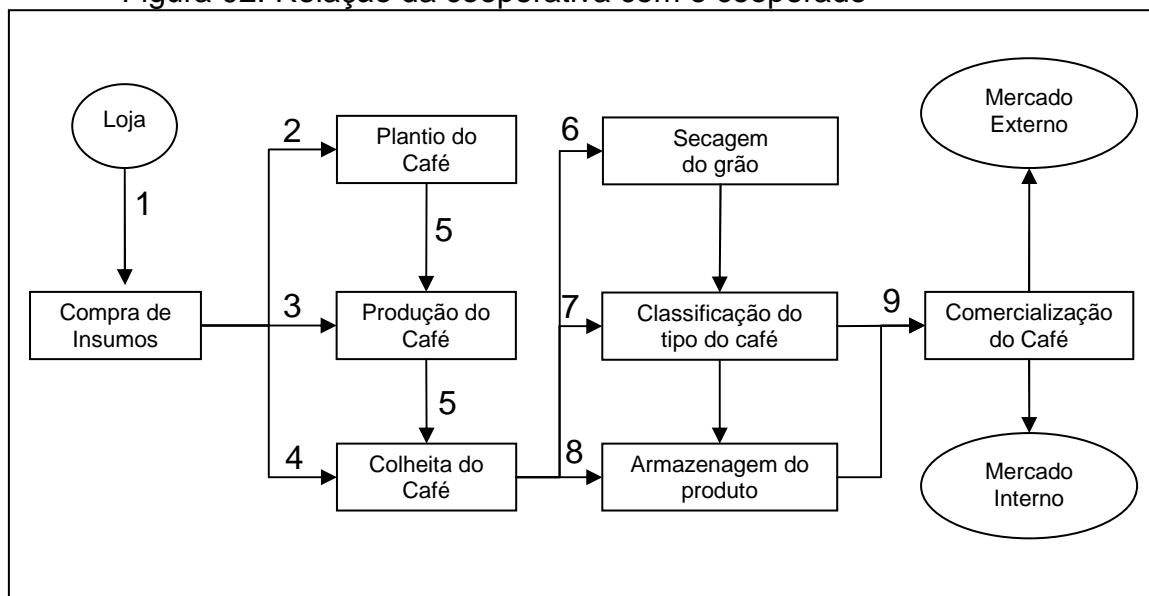 Figura 02: Relação da cooperativa com o cooperado
Loja
1
Compra de
Insumos
2
Plantio do
Café
5
3
Produção do
Café
5
4
Colheita do
Café
6
Secagem
do grão
7
Classificação do
tipo do café
8
Armazenagem do
produto
9
Comercialização
do Café
Mercado
Externo
Mercado
Interno